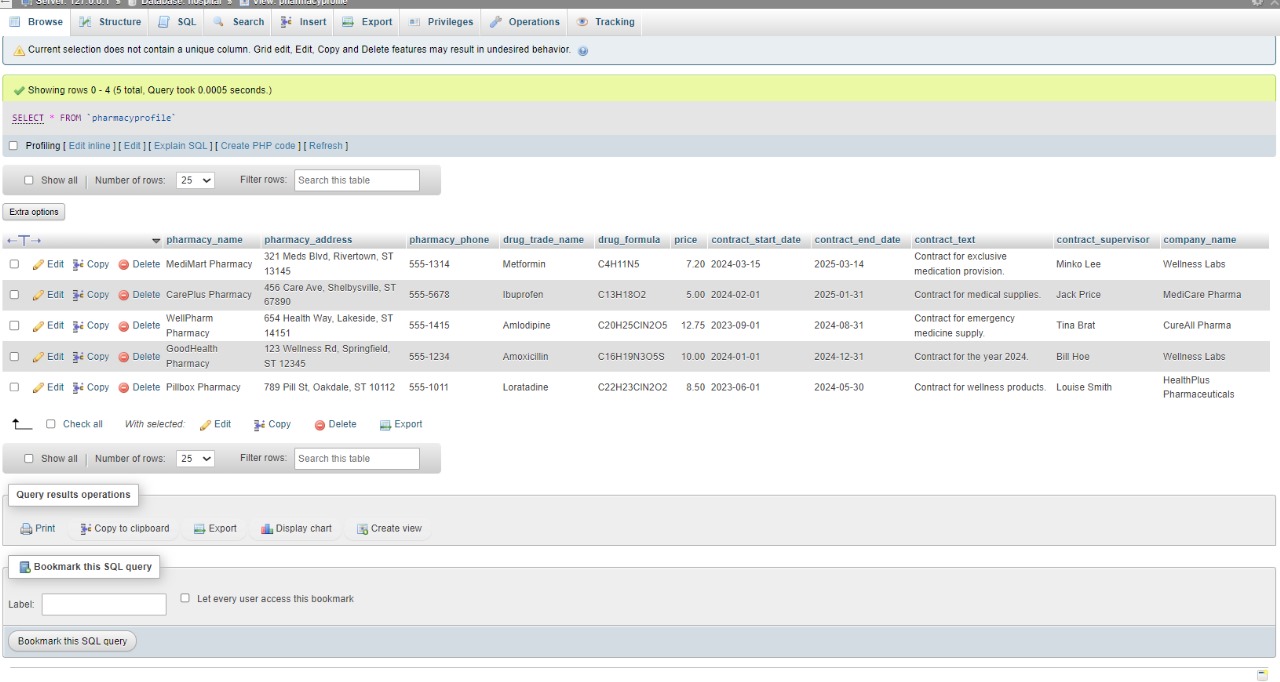 Server: 127.0.0.1 » Database: hospital » View: pharmacyprofile
Browse Structure SQL Search Insert Export Privileges Operations Tracking
Current selection does not contain a unique column. Grid edit, Edit, Copy and Delete features may result in undesired behavior.
Showing rows 0 - 4 (5 total, Query took 0.0005 seconds.)
SELECT * FROM `pharmacyprofile`
Profiling [ Edit inline ] [ Edit ] [ Explain SQL ] [ Create PHP code ] [ Refresh ]
Show all | Number of rows: 25 Filter rows: Search this table
Extra options
←T→ pharmacy_name pharmacy_address pharmacy_phone drug_trade_name drug_formula price contract_start_date contract_end_date contract_text contract_supervisor company_name
Edit Copy Delete MediMart Pharmacy 321 Meds Blvd, Rivertown, ST 13145 555-1314 Metformin C4H11N5 7.20 2024-03-15 2025-03-14 Contract for exclusive medication provision. Minko Lee Wellness Labs
Edit Copy Delete CarePlus Pharmacy 456 Care Ave, Shelbysville, ST 67890 555-5678 Ibuprofen C13H18O2 5.00 2024-02-01 2025-01-31 Contract for medical supplies. Jack Price MediCare Pharma
Edit Copy Delete WellPharm Pharmacy 654 Health Way, Lakeside, ST 14151 555-1415 Amlodipine C20H25ClN2O5 12.75 2023-09-01 2024-08-31 Contract for emergency medicine supply. Tina Brat CureAll Pharma
Edit Copy Delete GoodHealth Pharmacy 123 Wellness Rd, Springfield, ST 12345 555-1234 Amoxicillin C16H19N3O5S 10.00 2024-01-01 2024-12-31 Contract for the year 2024. Bill Hoe Wellness Labs
Edit Copy Delete Pillbox Pharmacy 789 Pill St, Oakdale, ST 10112 555-1011 Loratadine C22H23ClN2O2 8.50 2023-06-01 2024-05-30 Contract for wellness products. Louise Smith HealthPlus Pharmaceuticals
Check all With selected: Edit Copy Delete Export
Show all | Number of rows: 25 Filter rows: Search this table
Query results operations
Print Copy to clipboard Export Display chart Create view
Bookmark this SQL query
Label: Let every user access this bookmark
Bookmark this SQL query